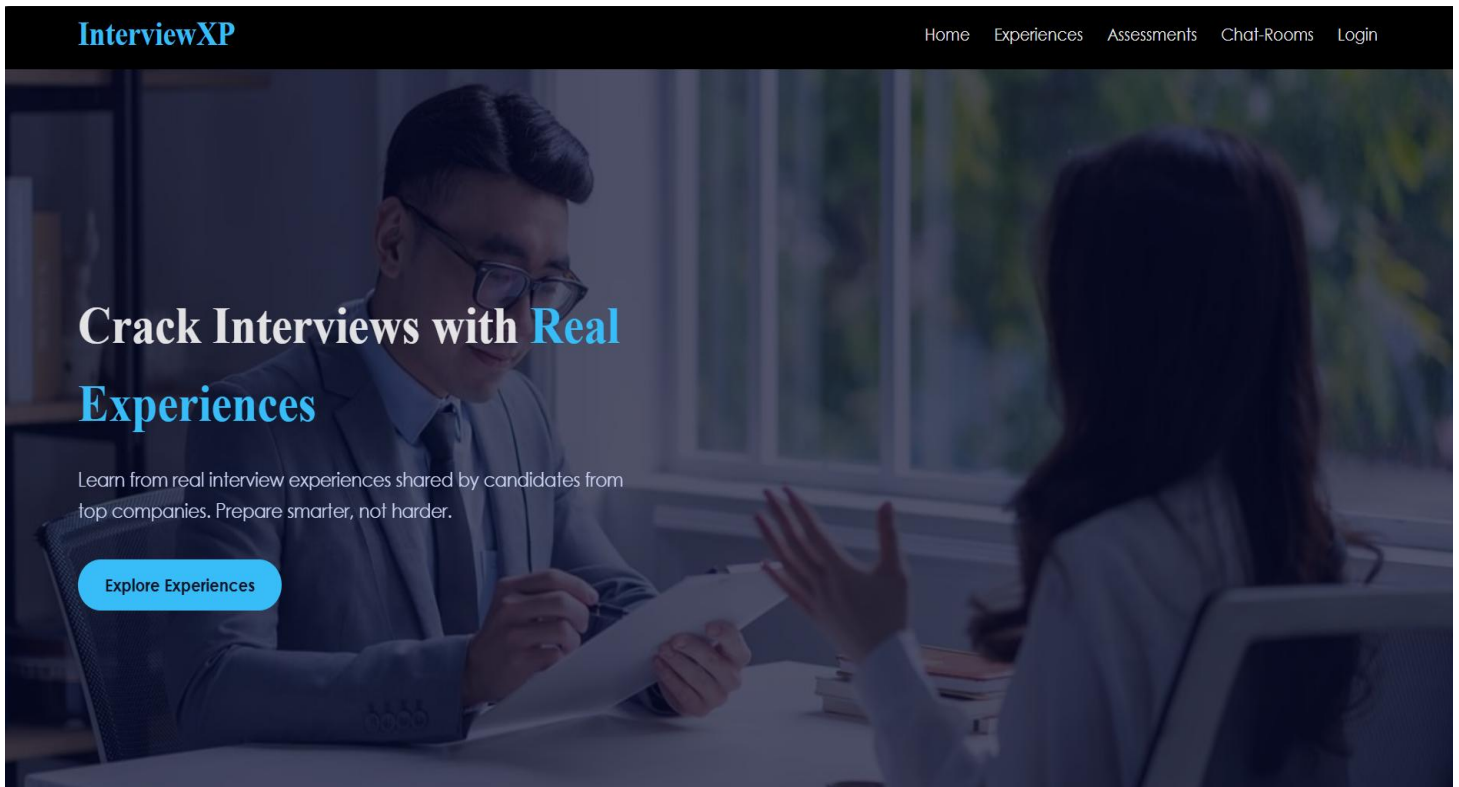 InterviewXP
Home Experiences Assessments Chat-Rooms Login
Crack Interviews with Real
Experiences
Learn from real interview experiences shared by candidates from
top companies. Prepare smarter, not harder.
Explore Experiences